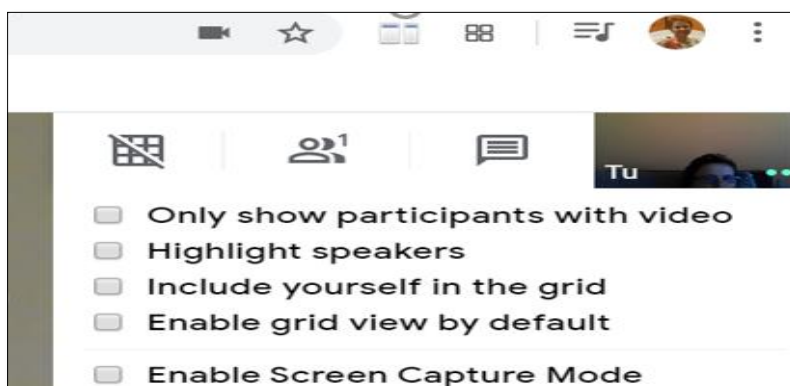 1
Tu
Only show participants with video
Highlight speakers
Include yourself in the grid
Enable grid view by default
Enable Screen Capture Mode